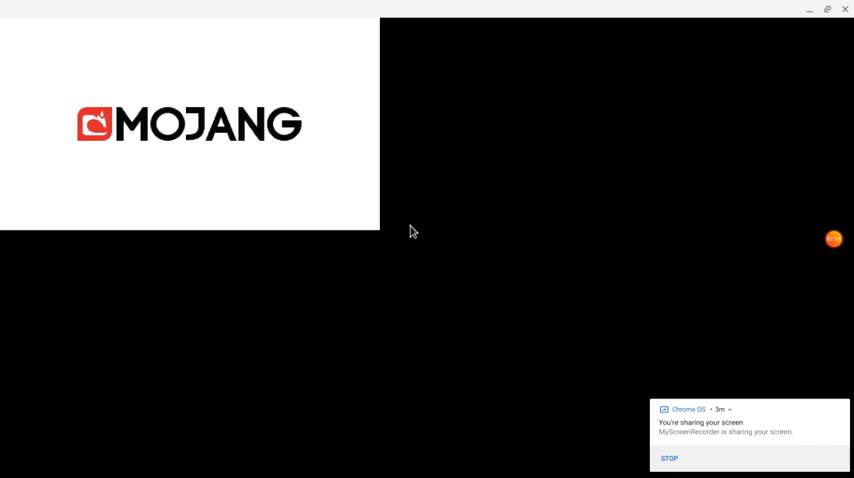 MOJANG
Chrome OS • 3m
You're sharing your screen
MyScreenRecorder is sharing your screen.
STOP